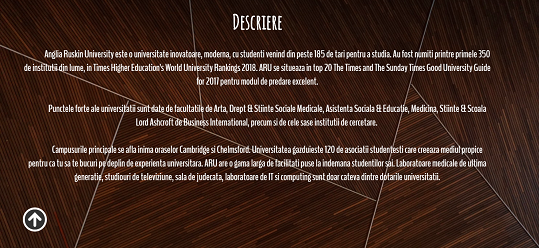 Descriere
Anglia Ruskin University este o universitate inovatoare, moderna, cu studenti venind din peste 185 de tari pentru a studia. Au fost numiti printre primele 350
de institutii din lume, in Times Higher Education's World University Rankings 2018. ARU se situeaza in top 20 The Times and The Sunday Times Good University Guide
for 2017 pentru modul de predare excelent.
Punctele forte ale universitatii sunt date de facultatile de Arta, Drept & Stiinte Sociale Medicale, Asistenta Sociala & Educatie, Medicina, Stiinte & Scoala
Lord Ashcroft de Business International, precum si de cele sase institutii de cercetare.
Campusurile principale se afla inima oraselor Cambridge si Chelmsford: Universitatea gazduieste 120 de asociatii studentesti care creeaza mediul propice
pentru ca tu sa te bucuri pe deplin de experienta universitara. ARU are o gama larga de facilitati puse la indemana studentilor sai. Laboratoare medicale de ultima
generatie, studiouri de televiziune, sala de judecata, laboratoare de IT si computing sunt doar cateva dintre dotarile universitatii.